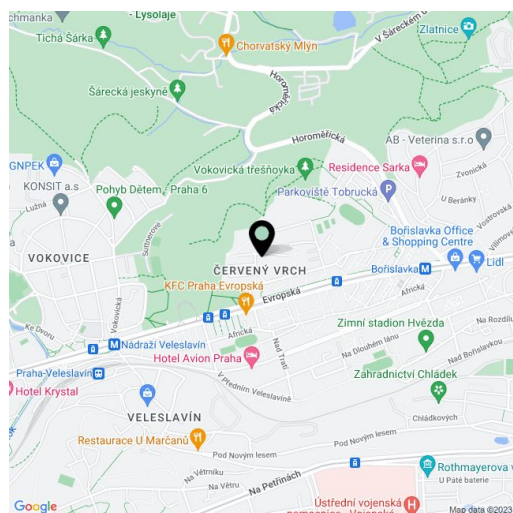 chmanka
- Lysolaje
Tichá Šárka
Chorvatský Mlýn
V Šáreckém ú
Zlatnice
Horoměřická
Šárecká jeskyně
Horoměřická
AB - Veterina s.r.o
Vokovická
třešňovka
Residence Sarka
Zvonická
GNPEK
KONSIT a.s.
Pohyb Dětem, Praha 6
Lužná
Suttnerove
Parkoviště Tobrucká
P
U Beránky
Vostrovská
Vilímovská
Bořislavka Office
& Shopping Centre
Lidl
VOKOVICE
ČERVENÝ VRCH
Bořislavka
M
KFC Praha Evropská
Evropská
Africká
Vokovická
Ke Dvoru
Africká
Nad Tratí
Zimní stadion Hvězda
Na Rozdílu
M
Nádraží Veleslavín
Na Dlouhém lánu
Nad Bořislavkou
Praha-Veleslavín
Hotel Avion Praha
Hotel Krystal
V Předním Veleslavíně
Zahradnictví Chládek
VELESLAVÍN
Chládkových
Restaurace U Marčanů
Pod Novým lesem
Pod Novým lesem
Na Větrníku
Na Větru
Na Petřinách
Rothmayerova v
U Páté baterie
Ústřední vojenská
H
Google
Map data ©2023